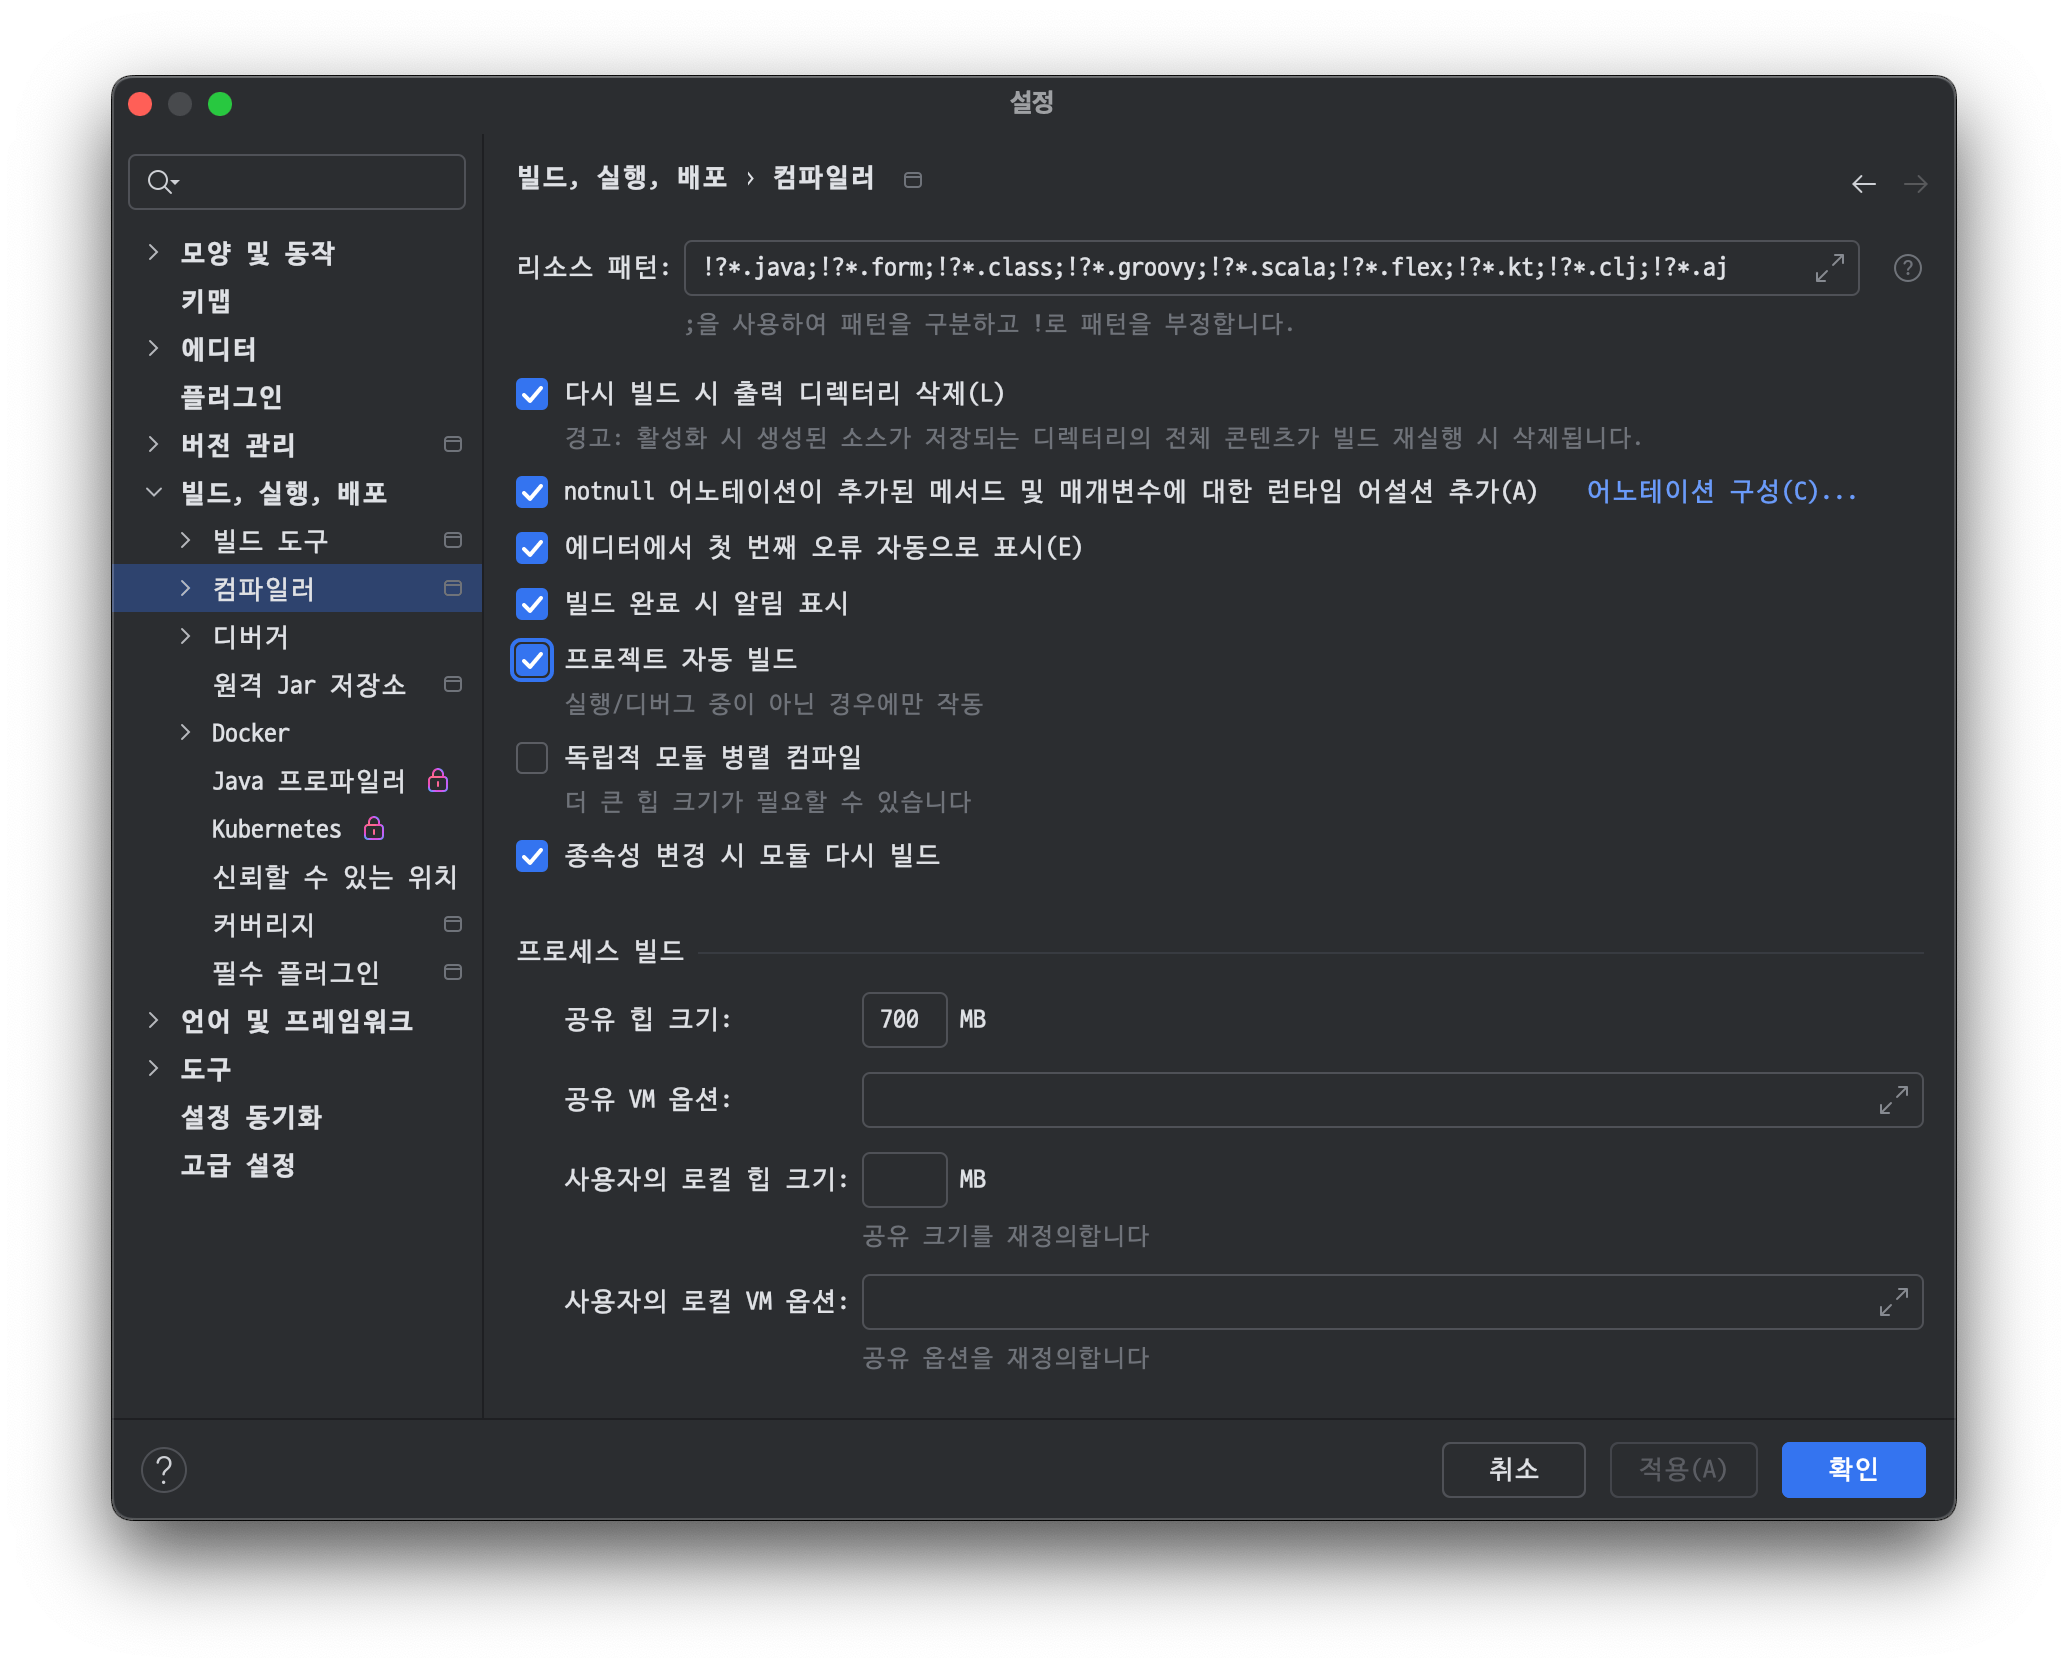 설정
모양 및 동작
키맵
에디터
플러그인
버전 관리
빌드, 실행, 배포
빌드 도구
컴파일러
디버거
원격 Jar 저장소
Docker
Java 프로파일러
Kubernetes
신뢰할 수 있는 위치
커버리지
필수 플러그인
언어 및 프레임워크
도구
설정 동기화
고급 설정
빌드, 실행, 배포 › 컴파일러
리소스 패턴: !?*.java;!?*.form;!?*.class;!?*.groovy;!?*.scala;!?*.flex;!?*.kt;!?*.clj;!?*.aj
;을 사용하여 패턴을 구분하고 !로 패턴을 부정합니다.
다시 빌드 시 출력 디렉터리 삭제(L)
경고: 활성화 시 생성된 소스가 저장되는 디렉터리의 전체 콘텐츠가 빌드 재실행 시 삭제됩니다.
notnull 어노테이션이 추가된 메서드 및 매개변수에 대한 런타임 어설션 추가(A) 어노테이션 구성(C)...
에디터에서 첫 번째 오류 자동으로 표시(E)
빌드 완료 시 알림 표시
프로젝트 자동 빌드
실행/디버그 중이 아닌 경우에만 작동
독립적 모듈 병렬 컴파일
더 큰 힙 크기가 필요할 수 있습니다
종속성 변경 시 모듈 다시 빌드
프로세스 빌드
공유 힙 크기: 700 MB
공유 VM 옵션:
사용자의 로컬 힙 크기: MB
공유 크기를 재정의합니다
사용자의 로컬 VM 옵션:
공유 옵션을 재정의합니다
? 취소 적용(A) 확인